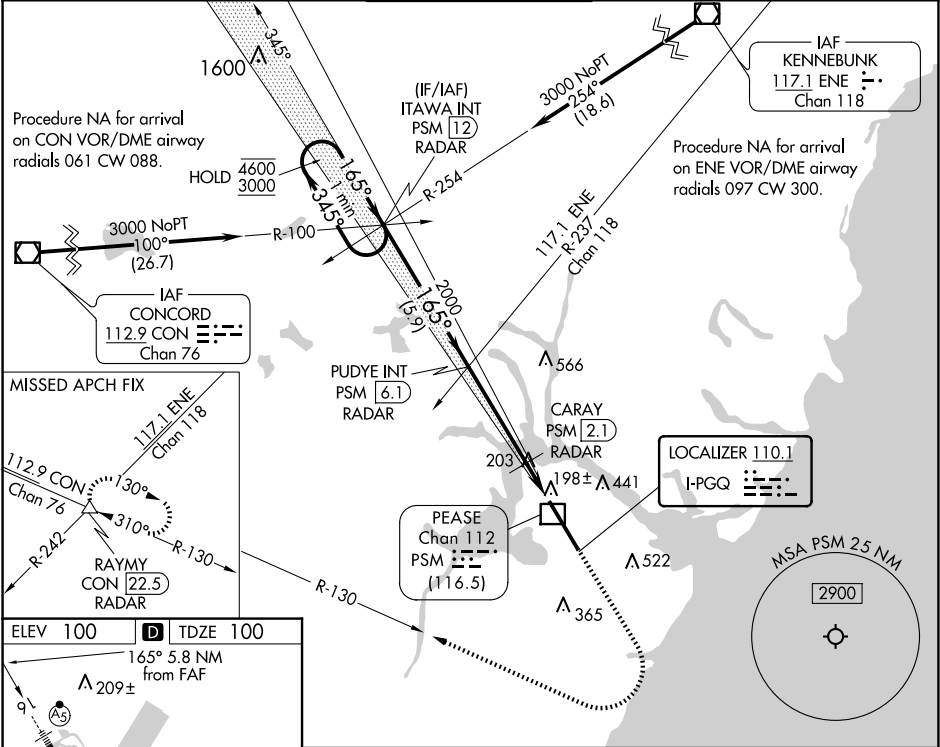 345°
1600
IAF
KENNEBUNK
117.1 ENE
Chan 118
3000 NoPT
254°
(18.6)
(IF/IAF)
ITAWA INT
PSM 12
RADAR
Procedure NA for arrival
on CON VOR/DME airway
radials 061 CW 088.
Procedure NA for arrival
on ENE VOR/DME airway
radials 097 CW 300.
HOLD 4600
3000
165°
1 min
345°
R-254
117.1 ENE
R-237
Chan 118
3000 NoPT
100°
(26.7)
R-100
IAF
CONCORD
112.9 CON
Chan 76
2000
165°
(5.9)
PUDYE INT
PSM 6.1
RADAR
566
MISSED APCH FIX
117.1 ENE
Chan 118
112.9 CON
Chan 76
130°
310°
R-242
R-130
RAYMY
CON 22.5
RADAR
CARAY
PSM 2.1
RADAR
203
198±
441
LOCALIZER 110.1
I-PGQ
PEASE
Chan 112
PSM
(116.5)
522
365
R-130
MSA PSM 25 NM
2900
ELEV 100 D TDZE 100
165° 5.8 NM
from FAF
209±
16
A5